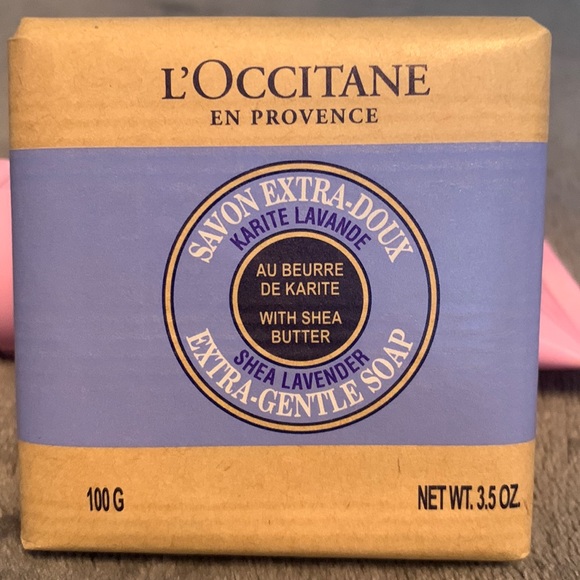 L'OCCITANE
EN PROVENCE
SAVON EXTRA-DOUX
KARITE LAVANDE
AU BEURRE
DE KARITE
WITH SHEA
BUTTER
SHEA LAVENDER
EXTRA-GENTLE SOAP
100 G
NET WT. 3.5 OZ.